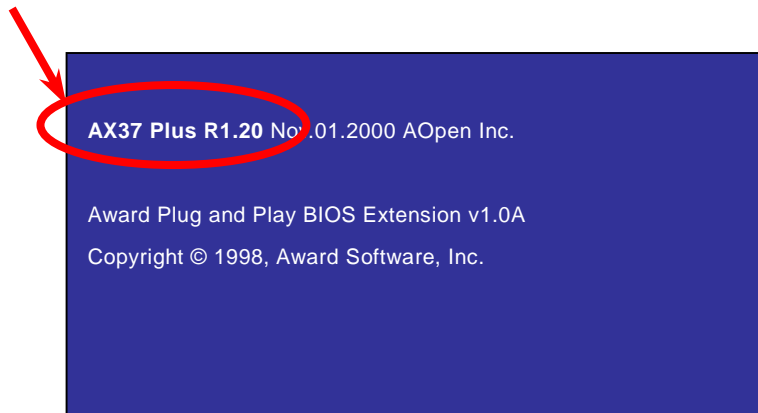 AX37 Plus R1.20 Nov.01.2000 AOpen Inc.
Award Plug and Play BIOS Extension v1.0A
Copyright © 1998, Award Software, Inc.